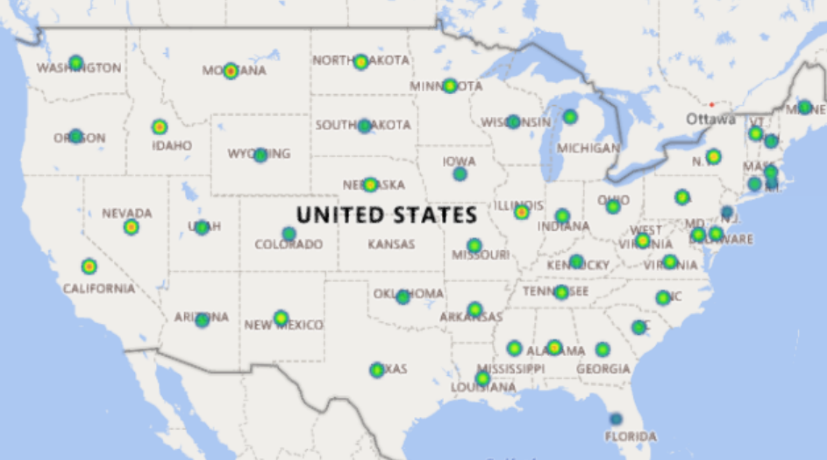 WASHINGTON
MONTANA
NORTH DAKOTA
MINNESOTA
MAINE
VT
Ottawa
OREGON
IDAHO
SOUTH DAKOTA
WISCONSIN
MICHIGAN
WYOMING
IOWA
N.Y.
MASS
R.I.
NEBRASKA
NEVADA
UTAH
COLORADO
UNITED STATES
KANSAS
ILLINOIS
INDIANA
OHIO
N.J.
MD
DELAWARE
WEST
VIRGINIA
MISSOURI
KENTUCKY
VIRGINIA
CALIFORNIA
ARIZONA
NEW MEXICO
OKLAHOMA
ARKANSAS
TENNESSEE
NC
SC
TEXAS
LOUISIANA
MISSISSIPPI
ALABAMA
GEORGIA
FLORIDA